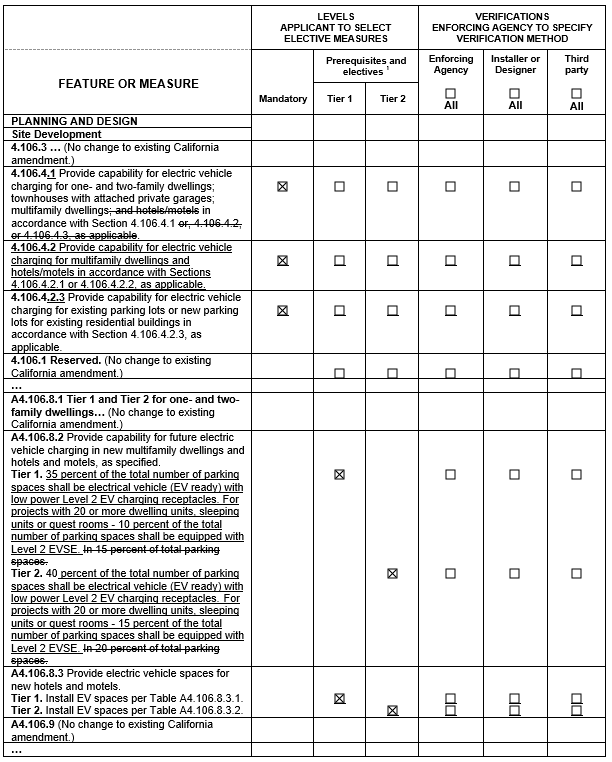 LEVELS
APPLICANT TO SELECT
ELECTIVE MEASURES
VERIFICATIONS
ENFORCING AGENCY TO SPECIFY
VERIFICATION METHOD
FEATURE OR MEASURE
Mandatory
Prerequisites and
electives 1
Tier 1
Tier 2
Enforcing
Agency
☐
All
Installer or
Designer
☐
All
Third
party
☐
All
PLANNING AND DESIGN
Site Development
4.106.3 … (No change to existing California
amendment.)
4.106.4.1 Provide capability for electric vehicle
charging for one- and two-family dwellings;
townhouses with attached private garages;
multifamily dwellings; and hotels/motels in
accordance with Section 4.106.4.1 or, 4.106.4.2,
or 4.106.4.3, as applicable.
☒ ☐ ☐ ☐ ☐ ☐
4.106.4.2 Provide capability for electric vehicle
charging for multifamily dwellings and
hotels/motels in accordance with Sections
4.106.4.2.1 or 4.106.4.2.2, as applicable.
☒ ☐ ☐ ☐ ☐ ☐
4.106.4.2.3 Provide capability for electric vehicle
charging for existing parking lots or new parking
lots for existing residential buildings in
accordance with Section 4.106.4.2.3, as
applicable.
☒ ☐ ☐ ☐ ☐ ☐
4.106.1 Reserved. (No change to existing
California amendment.)
☐ ☐ ☐ ☐ ☐
…
A4.106.8.1 Tier 1 and Tier 2 for one- and two-
family dwellings… (No change to existing
California amendment.)
A4.106.8.2 Provide capability for future electric
vehicle charging in new multifamily dwellings and
hotels and motels, as specified.
Tier 1. 35 percent of the total number of parking
spaces shall be electrical vehicle (EV ready) with
low power Level 2 EV charging receptacles. For
projects with 20 or more dwelling units, sleeping
units or guest rooms - 10 percent of the total
number of parking spaces shall be equipped with
Level 2 EVSE. In 15 percent of total parking
spaces.
☒ ☐ ☐ ☐
Tier 2. 40 percent of the total number of parking
spaces shall be electrical vehicle (EV ready) with
low power Level 2 EV charging receptacles. For
projects with 20 or more dwelling units, sleeping
units or guest rooms - 15 percent of the total
number of parking spaces shall be equipped with
Level 2 EVSE. In 20 percent of total parking
spaces.
☒ ☐ ☐ ☐
A4.106.8.3 Provide electric vehicle spaces for
new hotels and motels.
Tier 1. Install EV spaces per Table A4.106.8.3.1.
☒ ☐ ☐ ☐
Tier 2. Install EV spaces per Table A4.106.8.3.2.
☒ ☐ ☐ ☐
A4.106.9 (No change to existing California
amendment.)
…